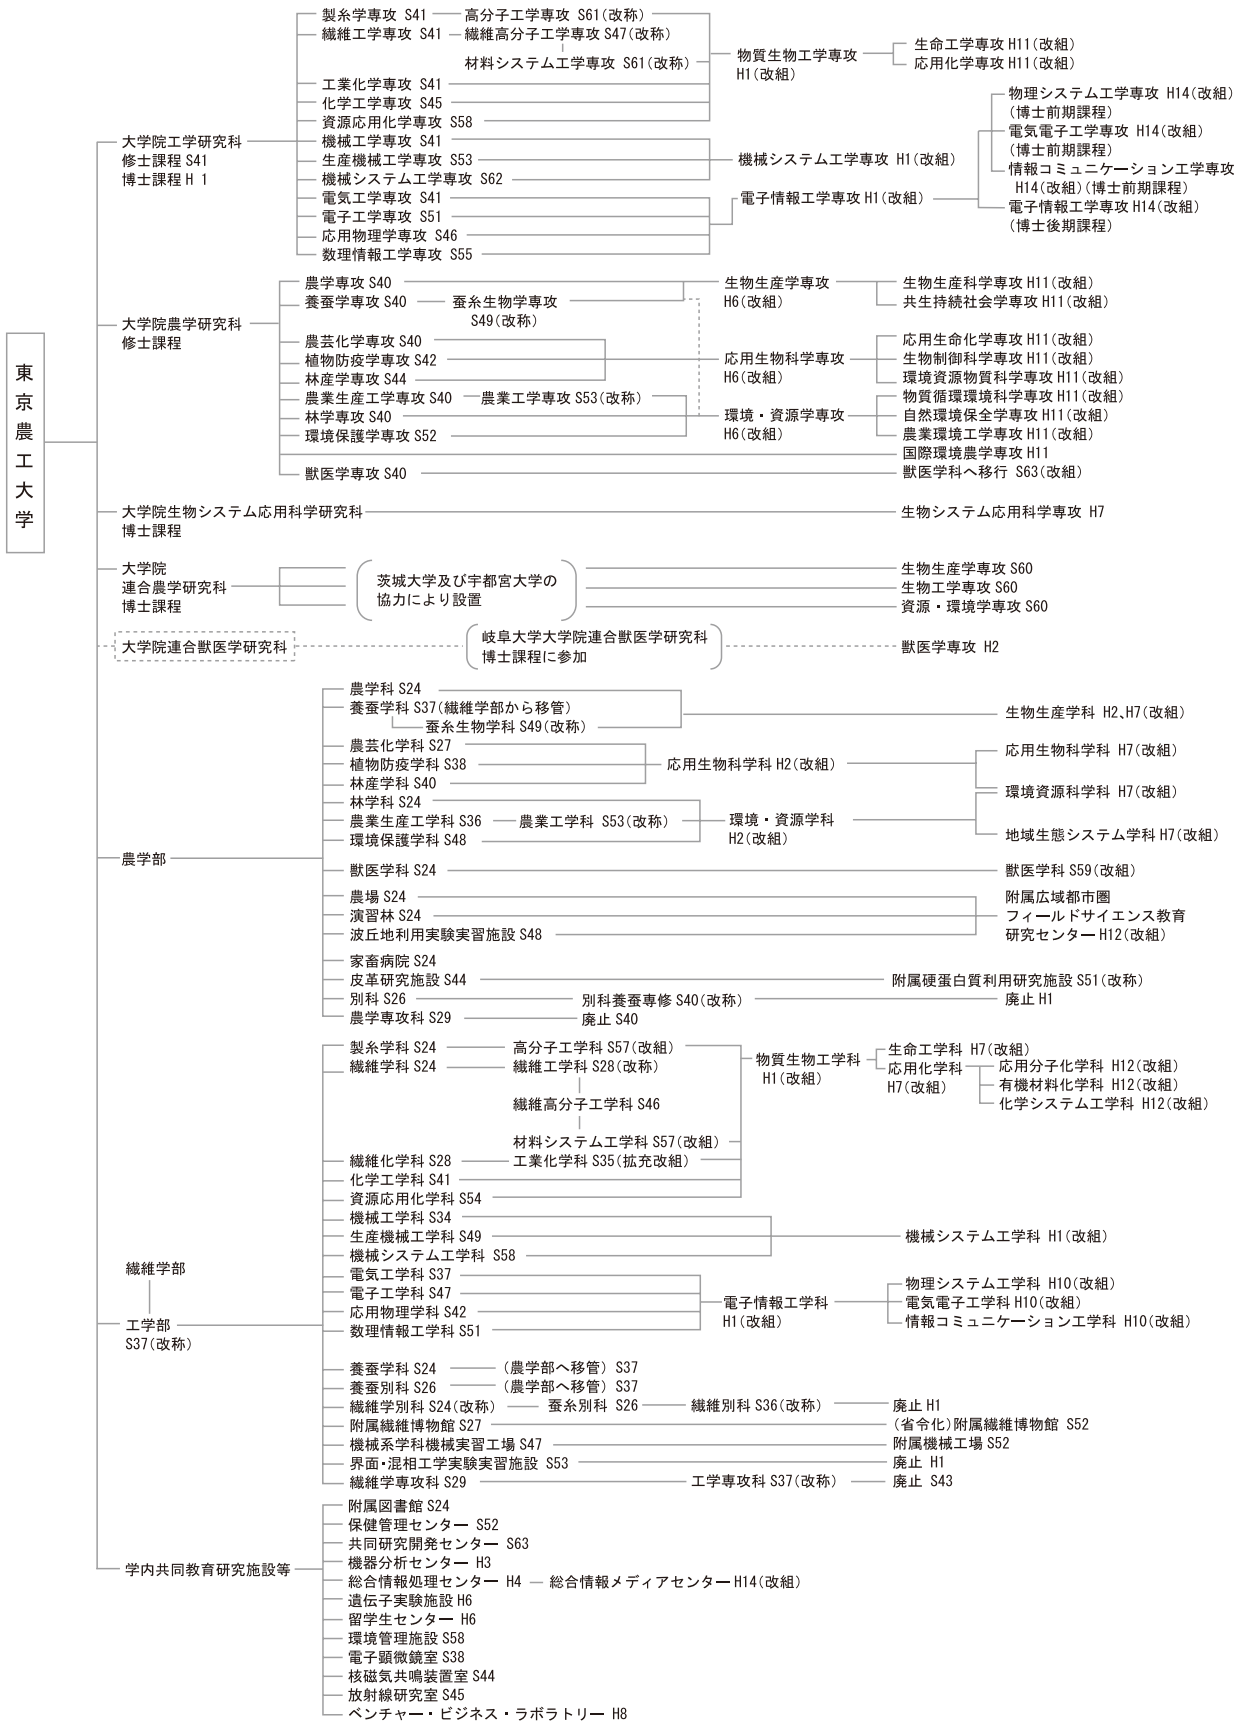 東京農工大学
大学院工学研究科
修士課程 S41
博士課程 H 1
製糸学専攻 S41
高分子工学専攻 S61(改称)
繊維工学専攻 S41
繊維高分子工学専攻 S47(改称)
材料システム工学専攻 S61(改称)
工業化学専攻 S41
化学工学専攻 S45
資源応用化学専攻 S58
物質生物工学専攻
H1(改組)
生命工学専攻 H11(改組)
応用化学専攻 H11(改組)
機械工学専攻 S41
生産機械工学専攻 S53
機械システム工学専攻 S62
機械システム工学専攻 H1(改組)
電気工学専攻 S41
電子工学専攻 S51
応用物理学専攻 S46
数理情報工学専攻 S55
電子情報工学専攻 H1(改組)
物理システム工学専攻 H14(改組)
(博士前期課程)
電気電子工学専攻 H14(改組)
(博士前期課程)
情報コミュニケーション工学専攻
H14(改組)(博士前期課程)
電子情報工学専攻 H14(改組)
(博士後期課程)
大学院農学研究科
修士課程
農学専攻 S40
養蚕学専攻 S40
蚕糸生物学専攻
S49(改称)
生物生産学専攻
H6(改組)
生物生産科学専攻 H11(改組)
共生持続社会学専攻 H11(改組)
農芸化学専攻 S40
植物防疫学専攻 S42
林産学専攻 S44
応用生物科学専攻
H6(改組)
応用生命化学専攻 H11(改組)
生物制御科学専攻 H11(改組)
環境資源物質科学専攻 H11(改組)
農業生産工学専攻 S40
農業工学専攻 S53(改称)
林学専攻 S40
環境保護学専攻 S52
環境・資源学専攻
H6(改組)
物質循環環境科学専攻 H11(改組)
自然環境保全学専攻 H11(改組)
農業環境工学専攻 H11(改組)
国際環境農学専攻 H11
獣医学専攻 S40
獣医学科へ移行 S63(改組)
大学院生物システム応用科学研究科
博士課程
生物システム応用科学専攻 H7
大学院
連合農学研究科
博士課程
茨城大学及び宇都宮大学の
協力により設置
生物生産学専攻 S60
生物工学専攻 S60
資源・環境学専攻 S60
大学院連合獣医学研究科
岐阜大学大学院連合獣医学研究科
博士課程に参加
獣医学専攻 H2
農学部
農学科 S24
養蚕学科 S37(繊維学部から移管)
蚕糸生物学科 S49(改称)
生物生産学科 H2、H7(改組)
農芸化学科 S27
植物防疫学科 S38
林産学科 S40
応用生物科学科 H2(改組)
応用生物科学科 H7(改組)
環境資源科学科 H7(改組)
林学科 S24
農業生産工学科 S36
農業工学科 S53(改称)
環境保護学科 S48
環境・資源学科
H2(改組)
地域生態システム学科 H7(改組)
獣医学科 S24
獣医学科 S59(改組)
農場 S24
演習林 S24
波丘地利用実験実習施設 S48
附属広域都市圏
フィールドサイエンス教育
研究センター H12(改組)
家畜病院 S24
皮革研究施設 S44
附属硬蛋白質利用研究施設 S51(改称)
別科 S26
別科養蚕専修 S40(改称)
廃止 H1
農学専攻科 S29
廃止 S40
繊維学部
工学部
S37(改称)
製糸学科 S24
高分子工学科 S57(改組)
繊維学科 S24
繊維工学科 S28(改称)
繊維高分子工学科 S46
材料システム工学科 S57(改組)
繊維化学科 S28
工業化学科 S35(拡充改組)
化学工学科 S41
資源応用化学科 S54
物質生物工学科
H1(改組)
生命工学科 H7(改組)
応用化学科
H7(改組)
応用分子化学科 H12(改組)
有機材料化学科 H12(改組)
化学システム工学科 H12(改組)
機械工学科 S34
生産機械工学科 S49
機械システム工学科 S58
機械システム工学科 H1(改組)
電気工学科 S37
電子工学科 S47
応用物理学科 S42
数理情報工学科 S51
電子情報工学科
H1(改組)
物理システム工学科 H10(改組)
電気電子工学科 H10(改組)
情報コミュニケーション工学科 H10(改組)
養蚕学科 S24
(農学部へ移管) S37
養蚕別科 S26
(農学部へ移管) S37
繊維学別科 S24(改称)
蚕糸別科 S26
繊維別科 S36(改称)
廃止 H1
附属繊維博物館 S27
(省令化)附属繊維博物館 S52
機械系学科機械実習工場 S47
附属機械工場 S52
界面・混相工学実験実習施設 S53
廃止 H1
繊維学専攻科 S29
工学専攻科 S37(改称)
廃止 S43
学内共同教育研究施設等
附属図書館 S24
保健管理センター S52
共同研究開発センター S63
機器分析センター H3
総合情報処理センター H4
総合情報メディアセンター H14(改組)
遺伝子実験施設 H6
留学生センター H6
環境管理施設 S58
電子顕微鏡室 S38
核磁気共鳴装置室 S44
放射線研究室 S45
ベンチャー・ビジネス・ラボラトリー H8